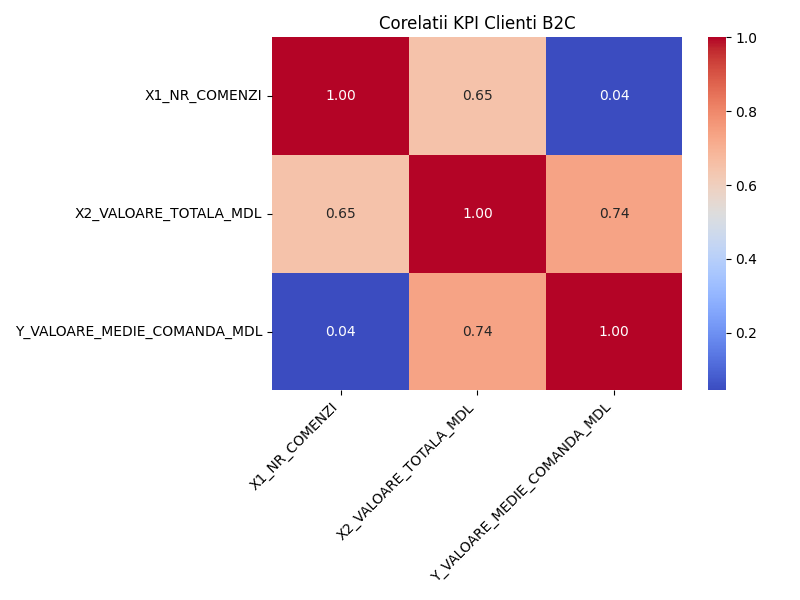 Corelatii KPI Clienti B2C
X1_NR_COMENZI
1.00
0.65
0.04
X2_VALOARE_TOTALA_MDL
0.65
1.00
0.74
Y_VALOARE_MEDIE_COMANDA_MDL
0.04
0.74
1.00
X1_NR_COMENZI
X2_VALOARE_TOTALA_MDL
Y_VALOARE_MEDIE_COMANDA_MDL
1.0
0.8
0.6
0.4
0.2